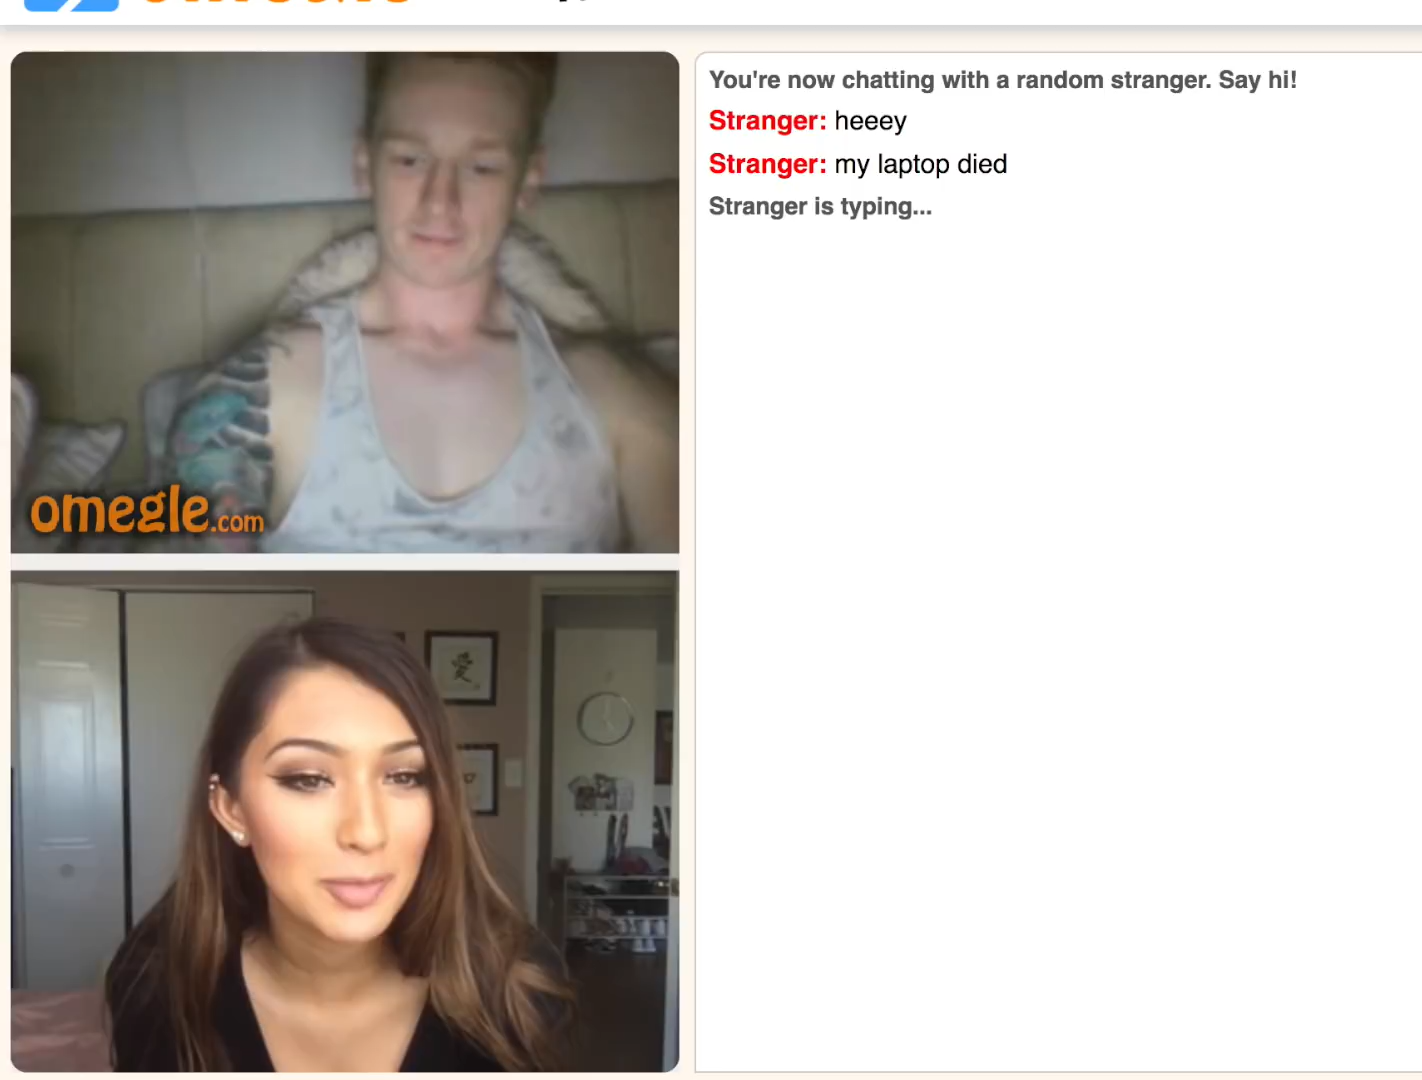 You're now chatting with a random stranger. Say hi!
Stranger: heeey
Stranger: my laptop died
Stranger is typing...
omegle.com
愛